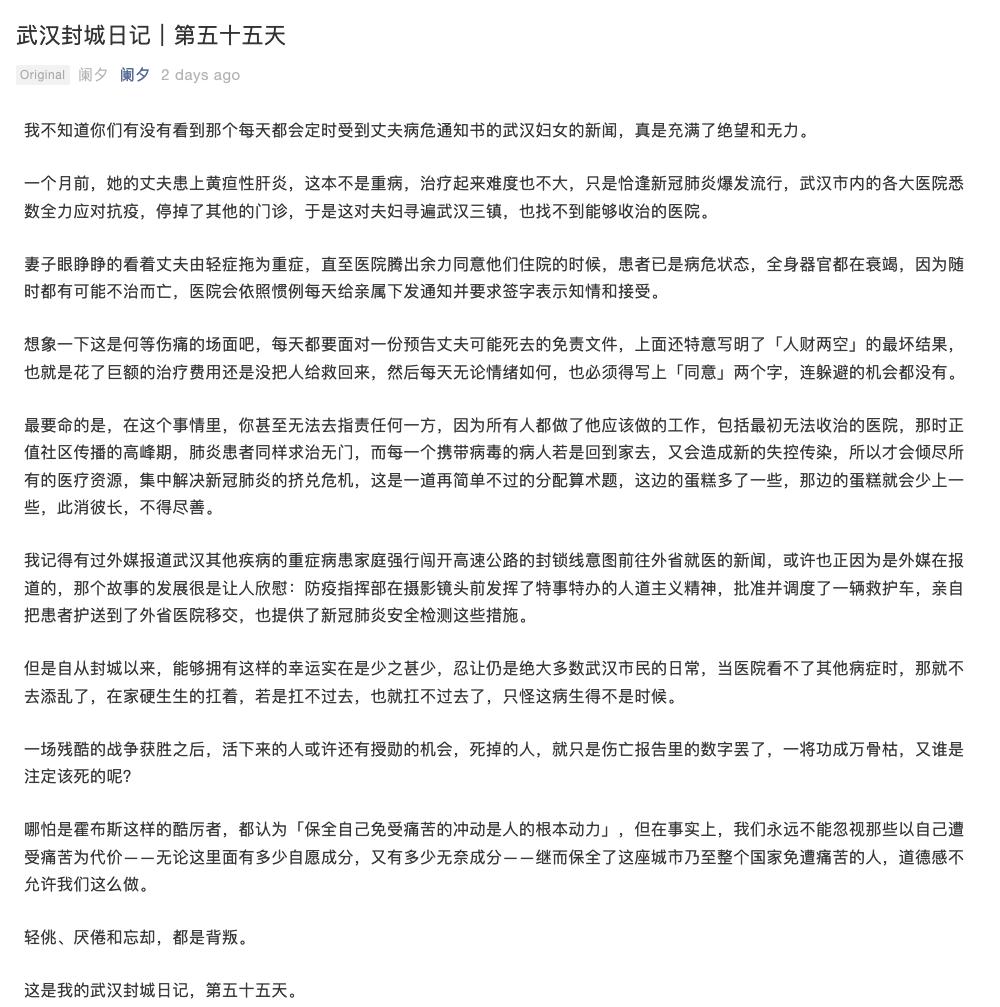 武汉封城日记｜第五十五天
Original 阑夕 阑夕 2 days ago
我不知道你们有没有看到那个每天都会定时受到丈夫病危通知书的武汉妇女的新闻，真是充满了绝望和无力。
一个月前，她的丈夫患上黄疸性肝炎，这本不是重病，治疗起来难度也不大，只是恰逢新冠肺炎爆发流行，武汉市内的各大医院悉
数全力应对抗疫，停掉了其他的门诊，于是这对夫妇寻遍武汉三镇，也找不到能够收治的医院。
妻子眼睁睁的看着丈夫由轻症拖为重症，直至医院腾出余力同意他们住院的时候，患者已是病危状态，全身器官都在衰竭，因为随
时都有可能不治而亡，医院会依照惯例每天给亲属下发通知并要求签字表示知情和接受。
想象一下这是何等伤痛的场面吧，每天都要面对一份预告丈夫可能死去的免责文件，上面还特意写明了「人财两空」的最坏结果，
也就是花了巨额的治疗费用还是没把人给救回来，然后每天无论情绪如何，也必须得写上「同意」两个字，连躲避的机会都没有。
最要命的是，在这个事情里，你甚至无法去指责任何一方，因为所有人都做了他应该做的工作，包括最初无法收治的医院，那时正
值社区传播的高峰期，肺炎患者同样求治无门，而每一个携带病毒的病人若是回到家去，又会造成新的失控传染，所以才会倾尽所
有的医疗资源，集中解决新冠肺炎的挤兑危机，这是一道再简单不过的分配算术题，这边的蛋糕多了一些，那边的蛋糕就会少上一
些，此消彼长，不得尽善。
我记得有过外媒报道武汉其他疾病的重症病患家庭强行闯开高速公路的封锁线意图前往外省就医的新闻，或许也正因为是外媒在报
道的，那个故事的发展很是让人欣慰：防疫指挥部在摄影镜头前发挥了特事特办的人道主义精神，批准并调度了一辆救护车，亲自
把患者护送到了外省医院移交，也提供了新冠肺炎安全检测这些措施。
但是自从封城以来，能够拥有这样的幸运实在是少之甚少，忍让仍是绝大多数武汉市民的日常，当医院看不了其他病症时，那就不
去添乱了，在家硬生生的扛着，若是扛不过去，也就扛不过去了，只怪这病生得不是时候。
一场残酷的战争获胜之后，活下来的人或许还有授勋的机会，死掉的人，就只是伤亡报告里的数字罢了，一将功成万骨枯，又谁是
注定该死的呢？
哪怕是霍布斯这样的酷厉者，都认为「保全自己免受痛苦的冲动是人的根本动力」，但在事实上，我们永远不能忽视那些以自己遭
受痛苦为代价——无论这里面有多少自愿成分，又有多少无奈成分——继而保全了这座城市乃至整个国家免遭痛苦的人，道德感不
允许我们这么做。
轻佻、厌倦和忘却，都是背叛。
这是我的武汉封城日记，第五十五天。